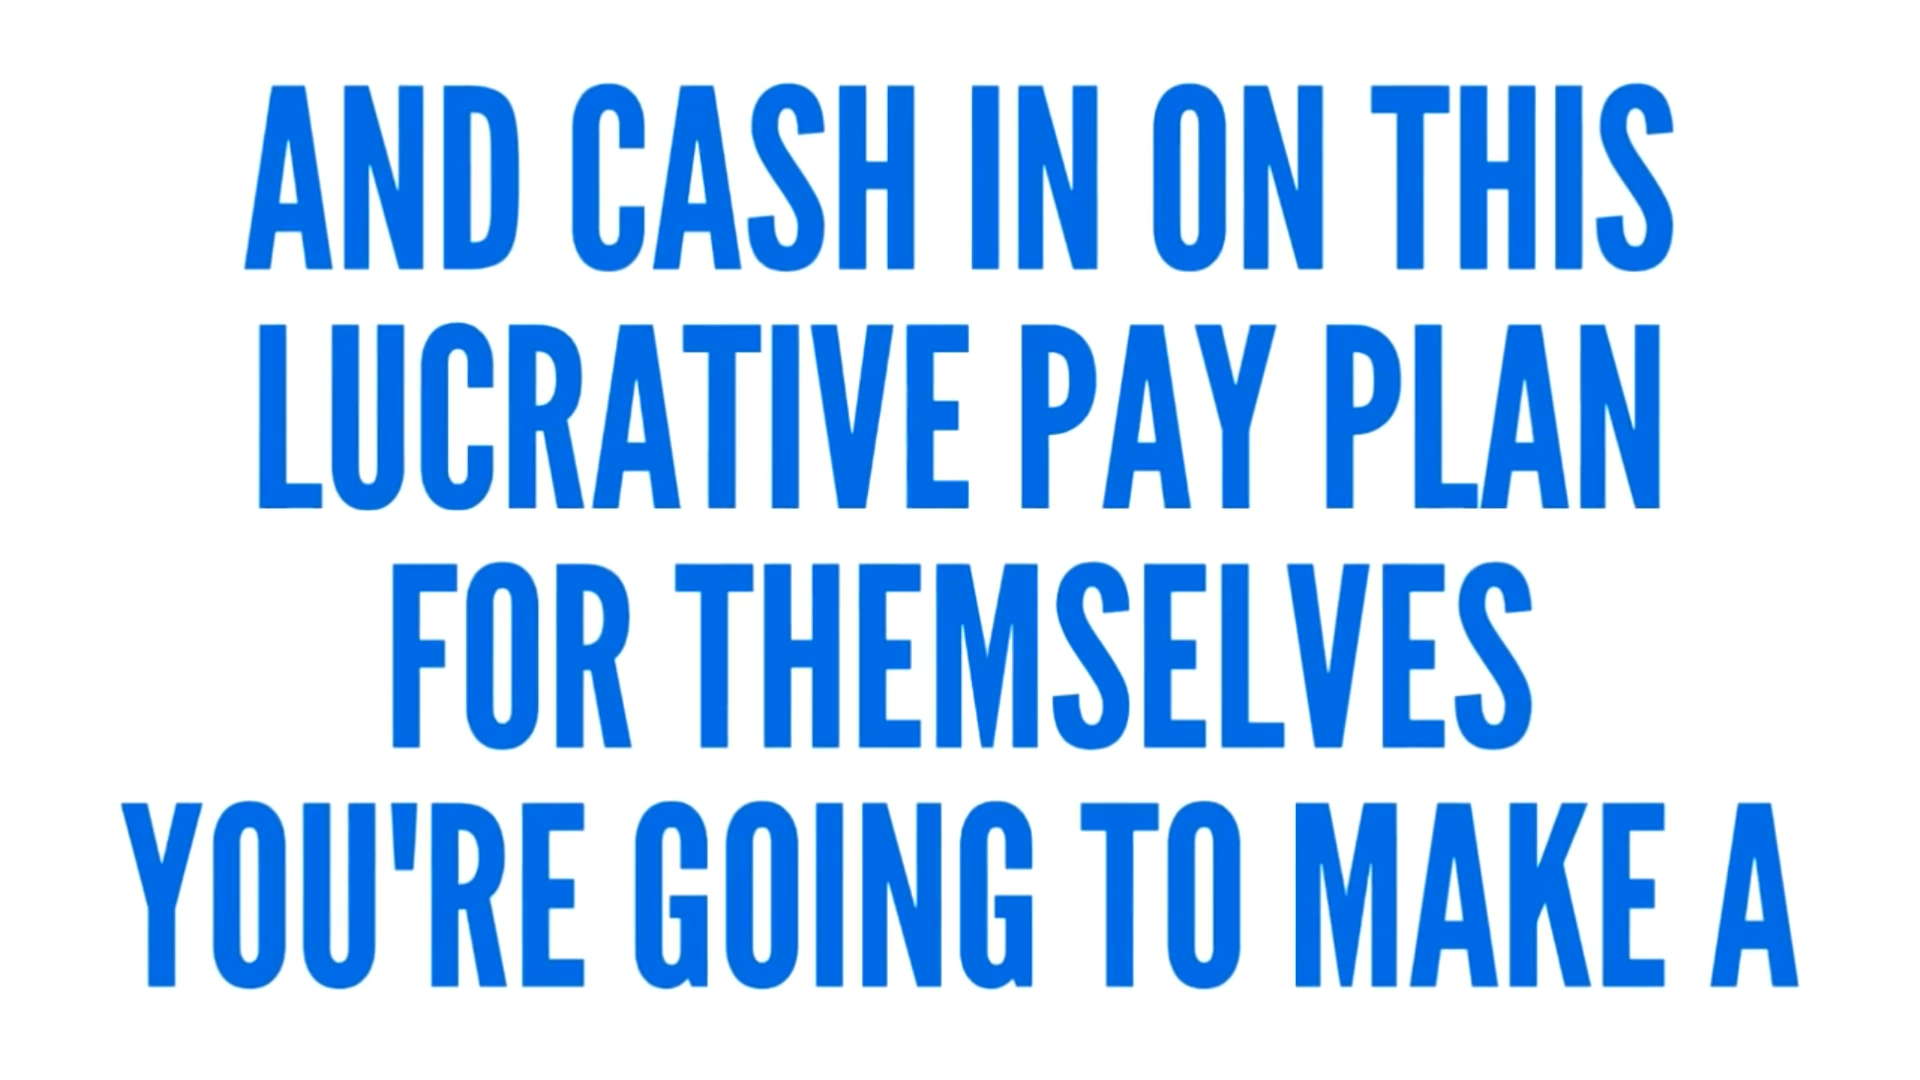 AND CASH IN ON THIS
LUCRATIVE PAY PLAN
FOR THEMSELVES
YOU'RE GOING TO MAKE A